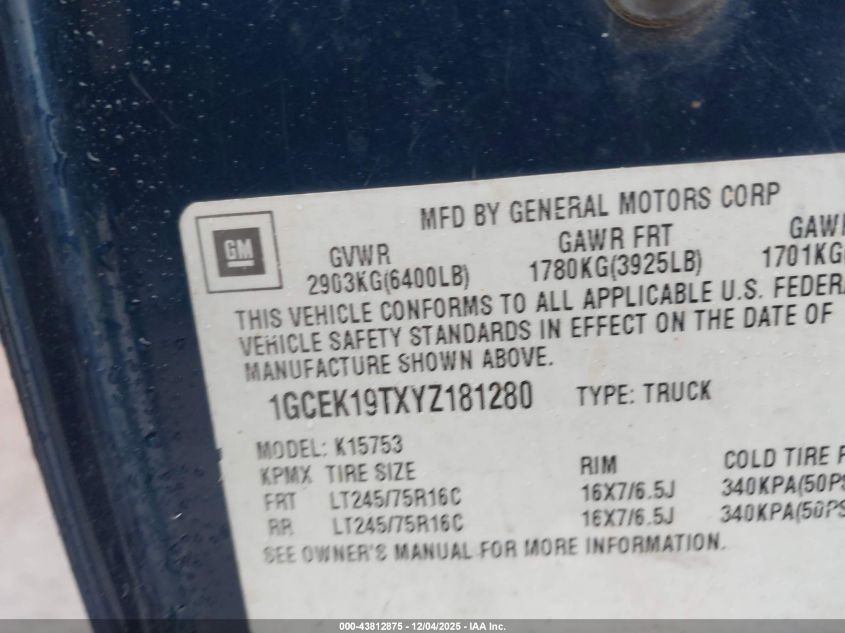 MFD BY GENERAL MOTORS CORP
GM
GVWR GAWR FRT GAWR
2903KG(6400LB) 1780KG(3925LB) 1701KG(
THIS VEHICLE CONFORMS TO ALL APPLICABLE U.S. FEDERA
VEHICLE SAFETY STANDARDS IN EFFECT ON THE DATE OF
MANUFACTURE SHOWN ABOVE.
1GCEK19TXYZ181280 TYPE: TRUCK
MODEL: K15753
KPMX TIRE SIZE RIM COLD TIRE P
FRT LT245/75R16C 16X7/6.5J 340KPA(50PS
RR LT245/75R16C 16X7/6.5J 340KPA(50PS
SEE OWNER'S MANUAL FOR MORE INFORMATION.
000-43812875 - 12/04/2025 - IAA Inc.